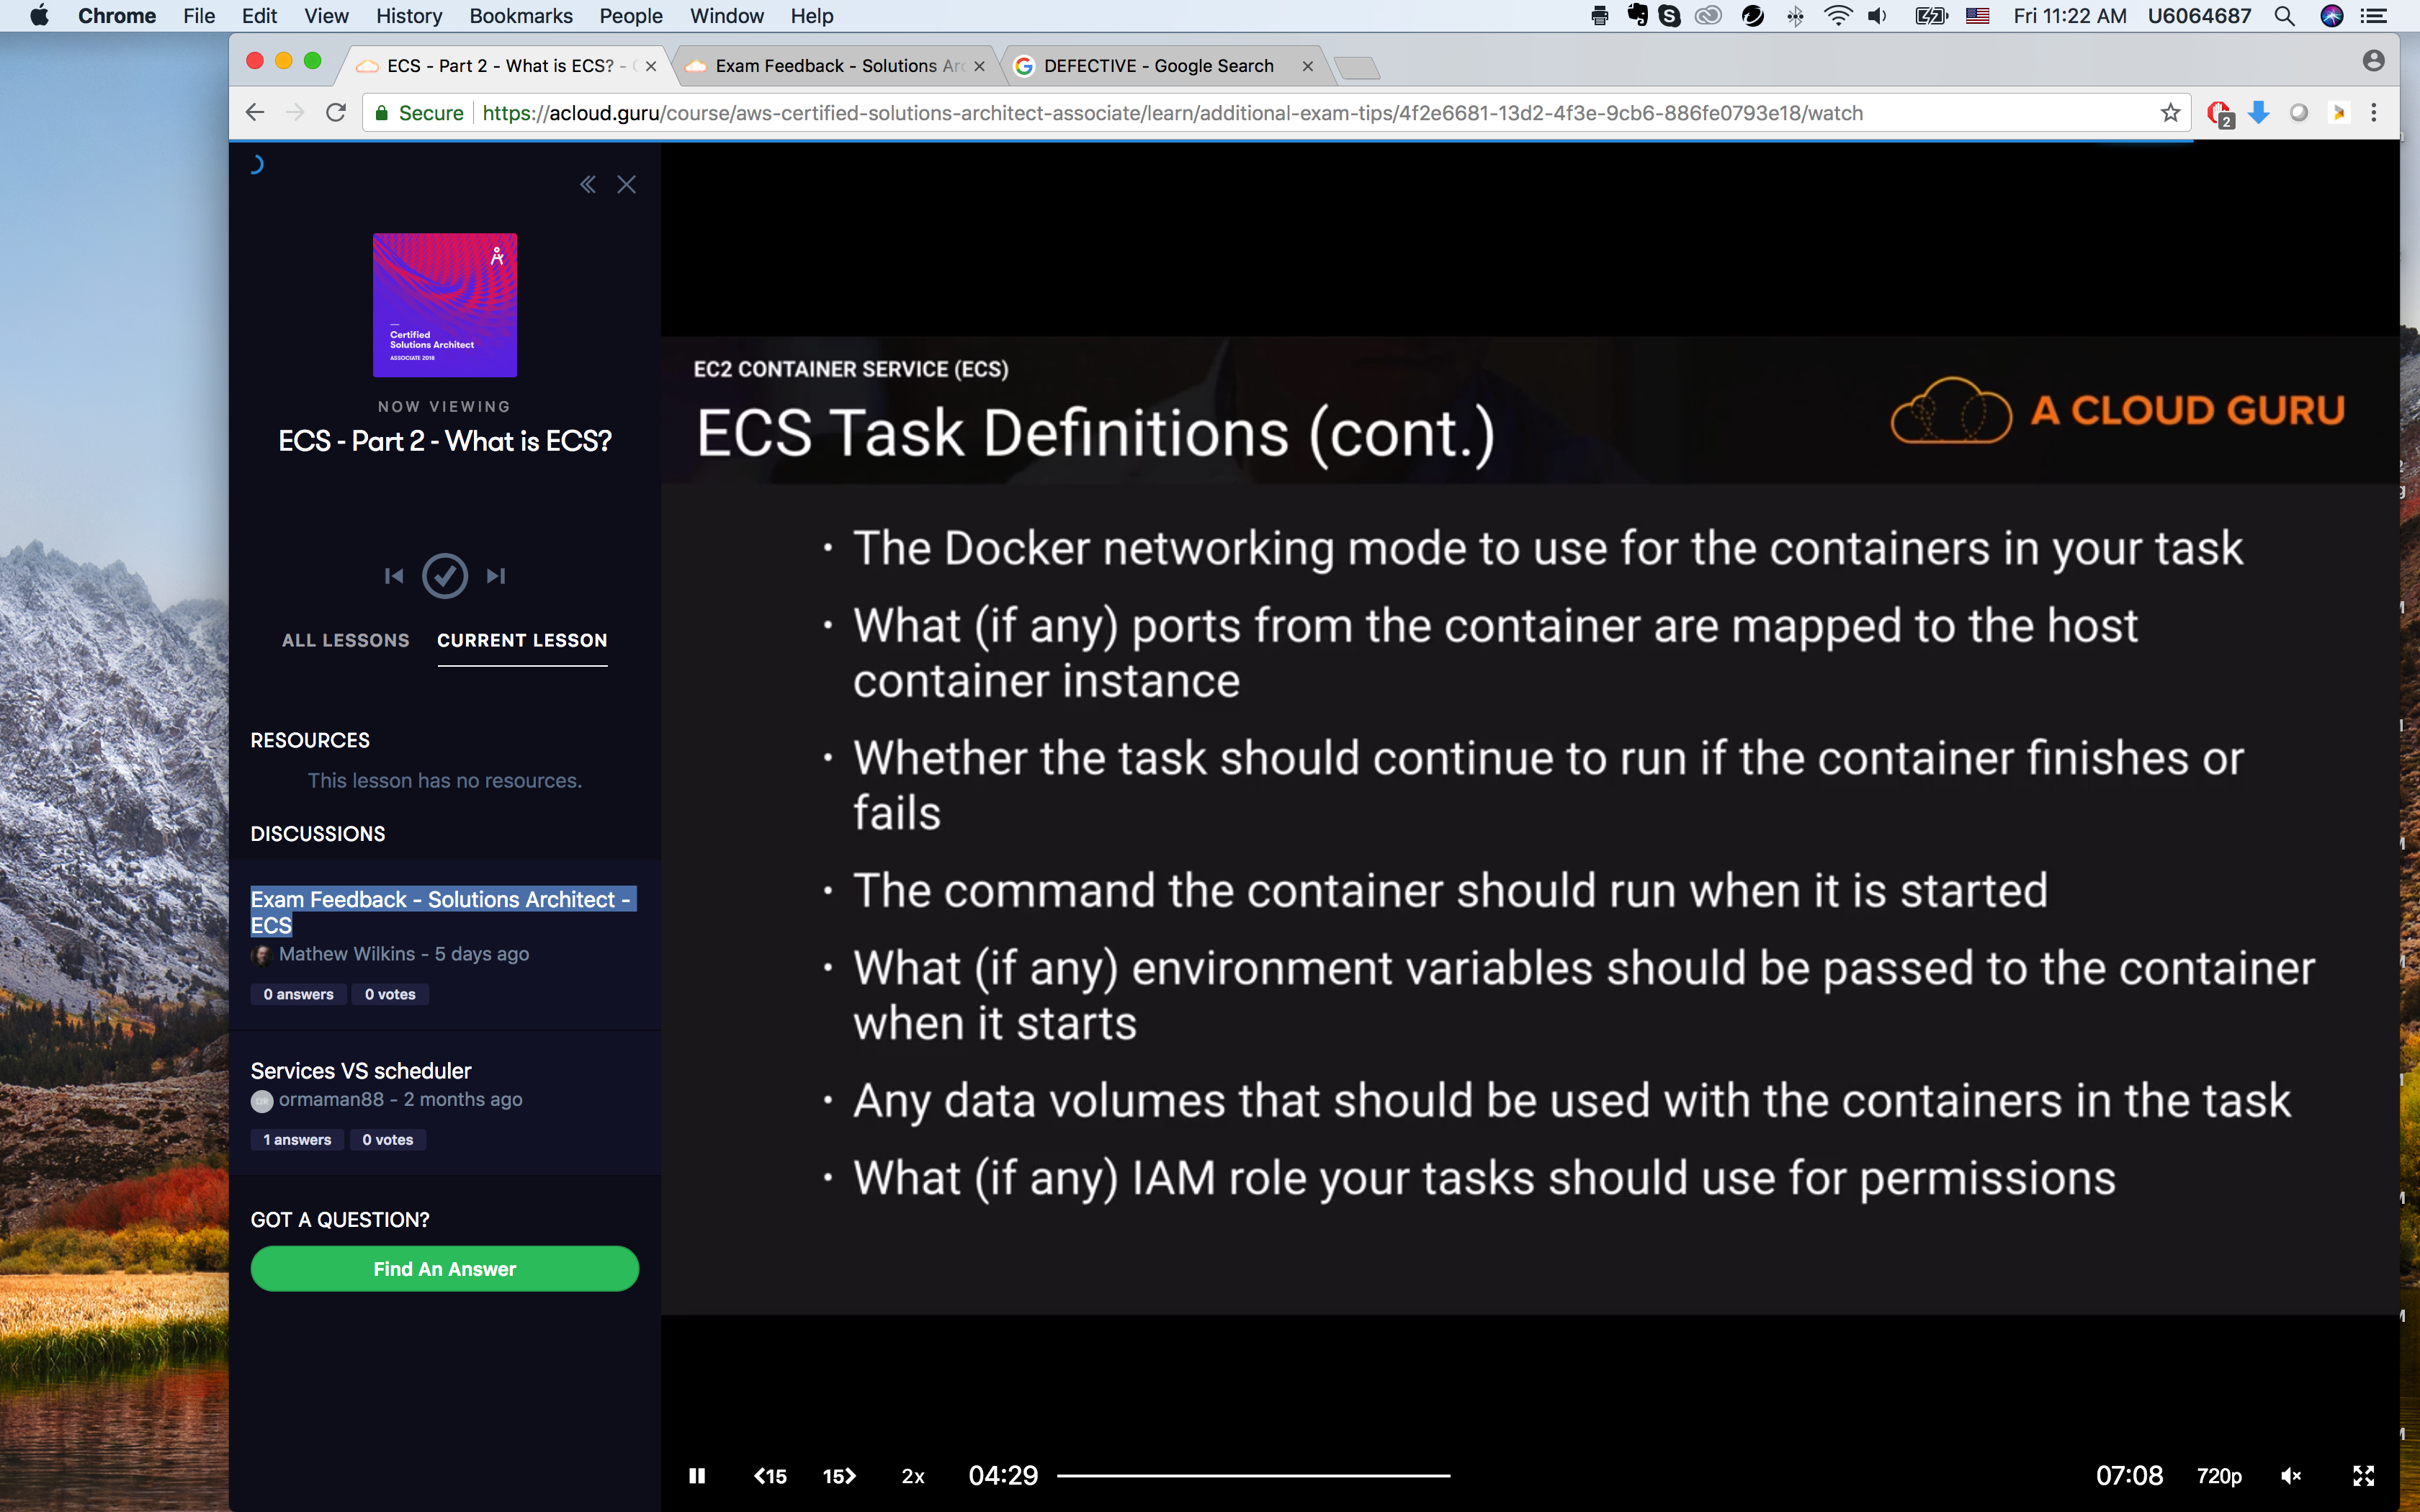 Chrome File Edit View History Bookmarks People Window Help
Fri 11:22 AM U6064687
ECS - Part 2 - What is ECS? -
Exam Feedback - Solutions Arc
DEFECTIVE - Google Search
Secure https://acloud.guru/course/aws-certified-solutions-architect-associate/learn/additional-exam-tips/4f2e6681-13d2-4f3e-9cb6-886fe0793e18/watch
2
Certified
Solutions Architect
ASSOCIATE 2018
NOW VIEWING
ECS - Part 2 - What is ECS?
ALL LESSONS CURRENT LESSON
RESOURCES
This lesson has no resources.
DISCUSSIONS
Exam Feedback - Solutions Architect -
ECS
Mathew Wilkins - 5 days ago
0 answers 0 votes
Services VS scheduler
ormaman88 - 2 months ago
1 answers 0 votes
GOT A QUESTION?
Find An Answer
EC2 CONTAINER SERVICE (ECS)
ECS Task Definitions (cont.)
A CLOUD GURU
• The Docker networking mode to use for the containers in your task
• What (if any) ports from the container are mapped to the host
container instance
• Whether the task should continue to run if the container finishes or
fails
• The command the container should run when it is started
• What (if any) environment variables should be passed to the container
when it starts
• Any data volumes that should be used with the containers in the task
• What (if any) IAM role your tasks should use for permissions
<15 15> 2x 04:29 07:08 720p